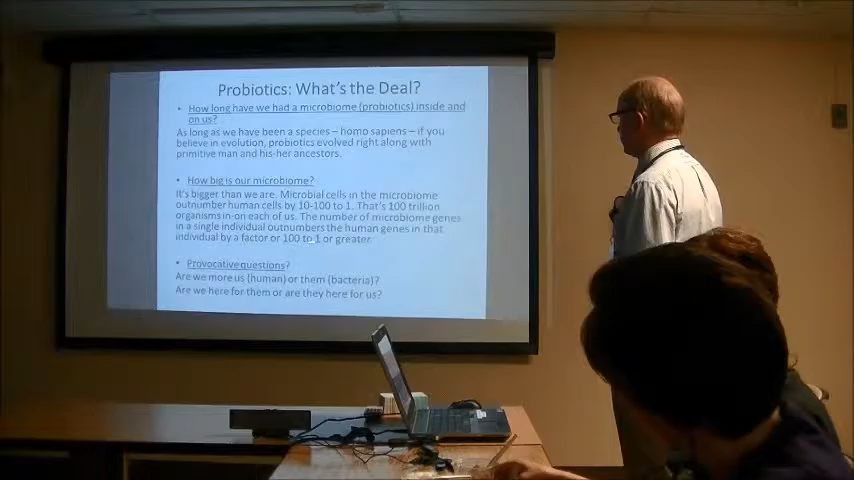 Probiotics: What's the Deal?
• How long have we had a microbiome (probiotics) inside and
on us?
As long as we have been a species – homo sapiens – if you
believe in evolution, probiotics evolved right along with
primitive man and his-her ancestors.
• How big is our microbiome?
It's bigger than we are. Microbial cells in the microbiome
outnumber human cells by 10-100 to 1. That's 100 trillion
organisms in-on each of us. The number of microbiome genes
in a single individual outnumbers the human genes in that
individual by a factor or 100 to 1 or greater.
• Provocative questions?
Are we more us (human) or them (bacteria)?
Are we here for them or are they here for us?